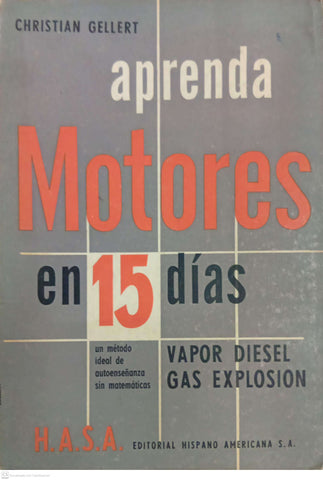 CHRISTIAN GELLERT
aprenda
Motores
en 15 días
un método
ideal de
autoenseñanza
sin matemáticas
VAPOR DIESEL
GAS EXPLOSION
H.A.S.A. EDITORIAL HISPANO AMERICANA S.A.